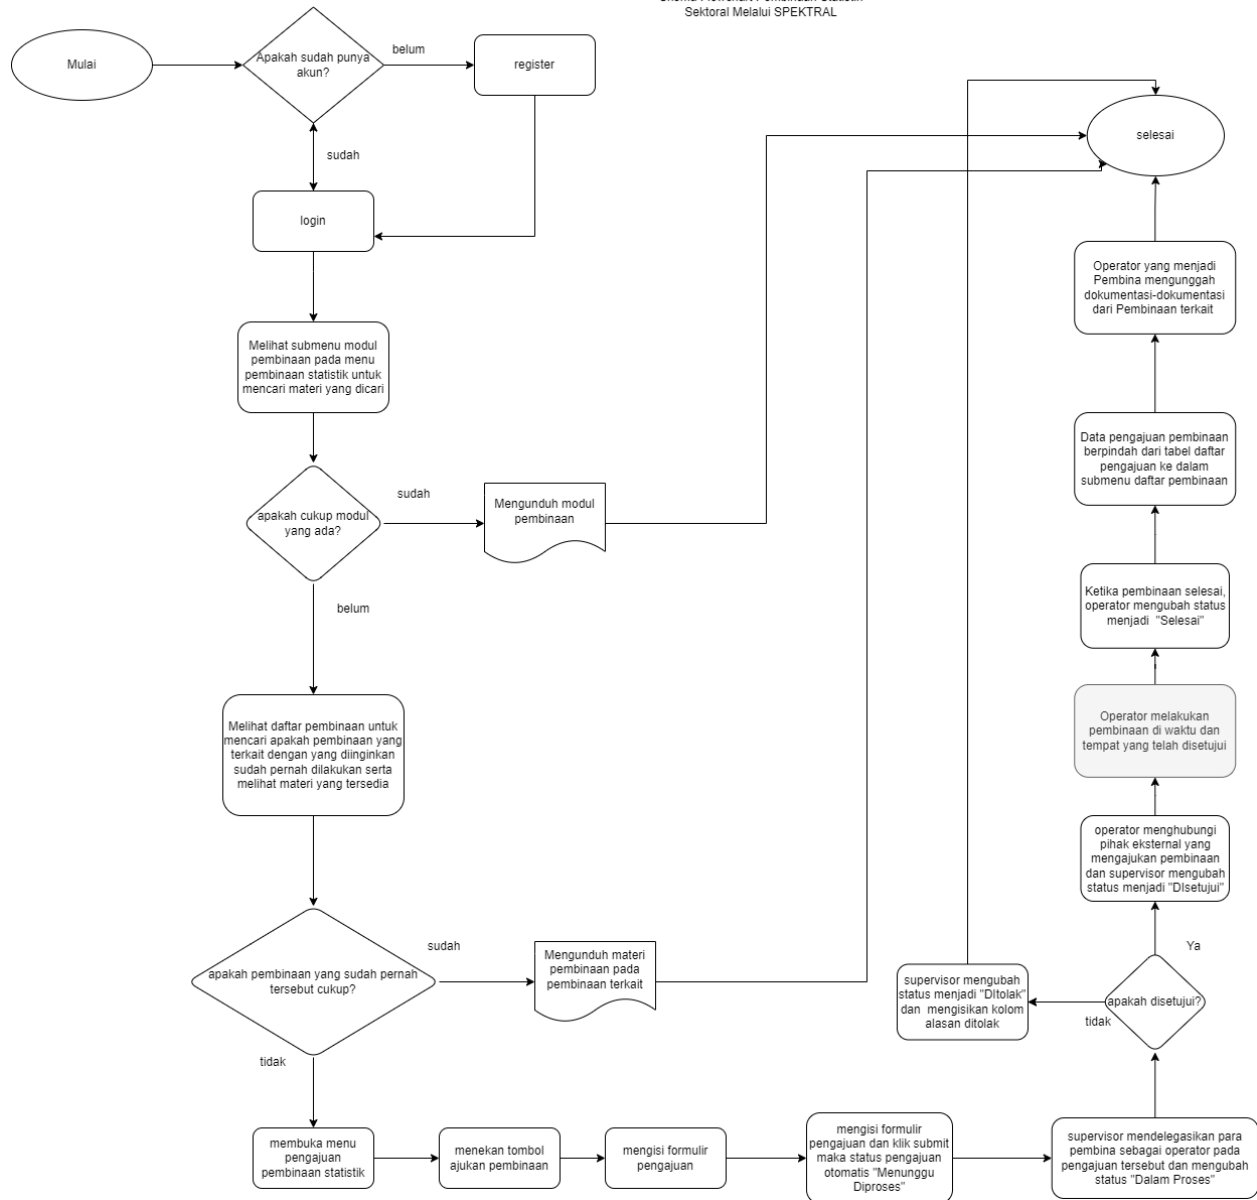 Sektoral Melalui SPEKTRAL
Mulai
Apakah sudah punya
akun?
belum
register
sudah
login
Melihat submenu modul
pembinaan pada menu
pembinaan statistik untuk
mencari materi yang dicari
apakah cukup modul
yang ada?
sudah
Mengunduh modul
pembinaan
belum
Melihat daftar pembinaan untuk
mencari apakah pembinaan yang
terkait dengan yang diinginkan
sudah pernah dilakukan serta
melihat materi yang tersedia
apakah pembinaan yang sudah pernah
tersebut cukup?
sudah
Mengunduh materi
pembinaan pada
pembinaan terkait
tidak
membuka menu
pengajuan
pembinaan statistik
menekan tombol
ajukan pembinaan
mengisi formulir
pengajuan
mengisi formulir
pengajuan dan klik submit
maka status pengajuan
otomatis "Menunggu
Diproses"
supervisor mendelegasikan para
pembina sebagai operator pada
pengajuan tersebut dan mengubah
status "Dalam Proses"
apakah disetujui?
tidak
supervisor mengubah
status menjadi "DItolak"
dan mengisikan kolom
alasan ditolak
Ya
operator menghubungi
pihak eksternal yang
mengajukan pembinaan
dan supervisor mengubah
status menjadi "DIsetujui"
Operator melakukan
pembinaan di waktu dan
tempat yang telah disetujui
Ketika pembinaan selesai,
operator mengubah status
menjadi "Selesai"
Data pengajuan pembinaan
berpindah dari tabel daftar
pengajuan ke dalam
submenu daftar pembinaan
Operator yang menjadi
Pembina mengunggah
dokumentasi-dokumentasi
dari Pembinaan terkait
selesai